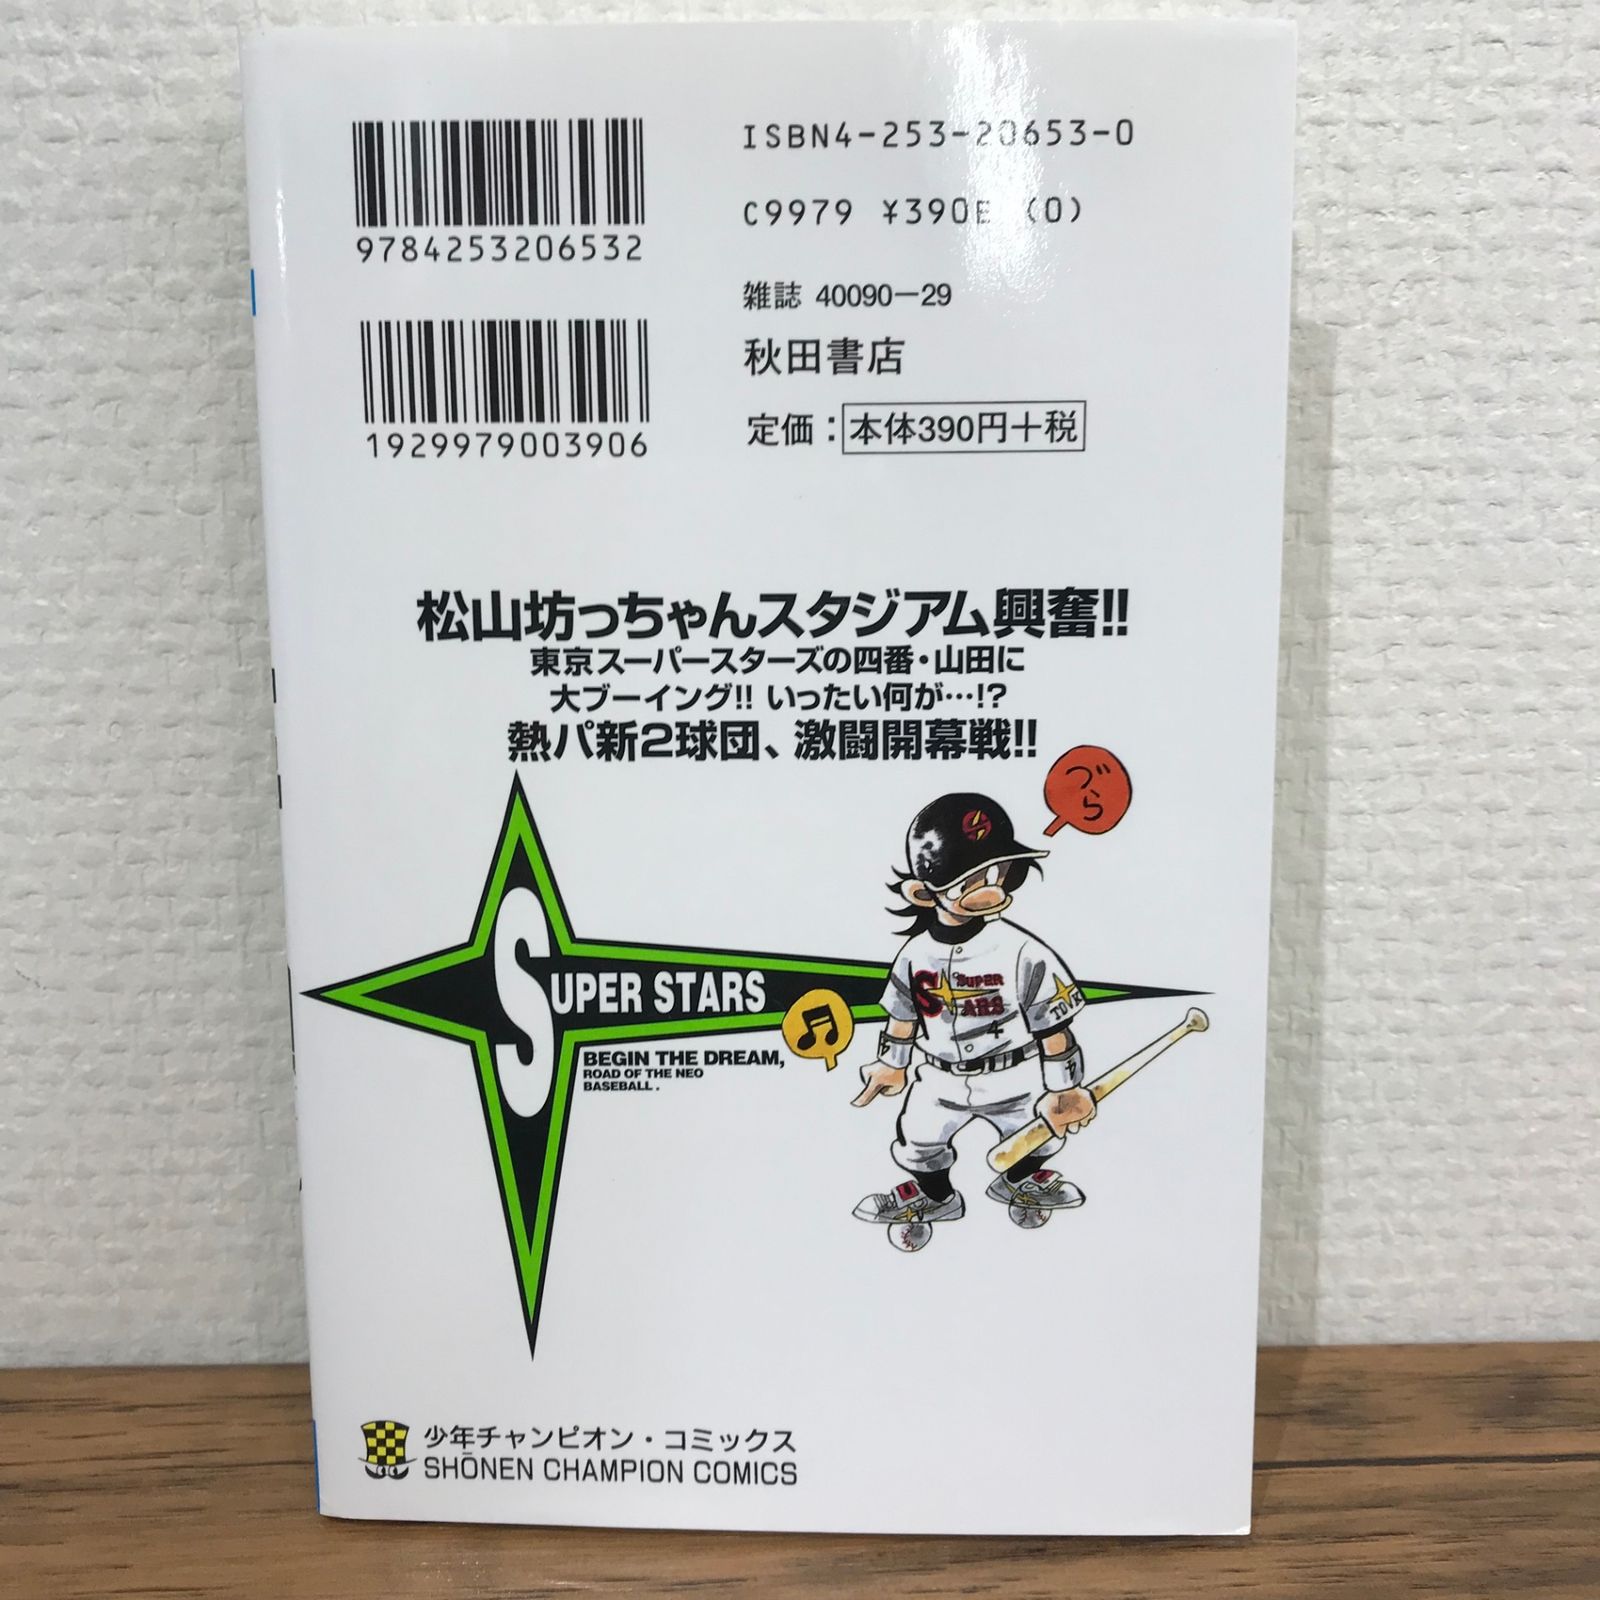 ISBN4-253-20653-0
C9979 ¥390E (0)
9784253206532
雑誌 40090-29
秋田書店
定価：本体390円+税
1929979003906
松山坊っちゃんスタジアム興奮!!
東京スーパースターズの四番・山田に
大ブーイング!! いったい何が…!?
熱パ新2球団、激闘開幕戦!!
づら
SUPER STARS
BEGIN THE DREAM,
ROAD OF THE NEO
BASEBALL.
S
SUPER
4
少年チャンピオン・コミックス
SHŌNEN CHAMPION COMICS